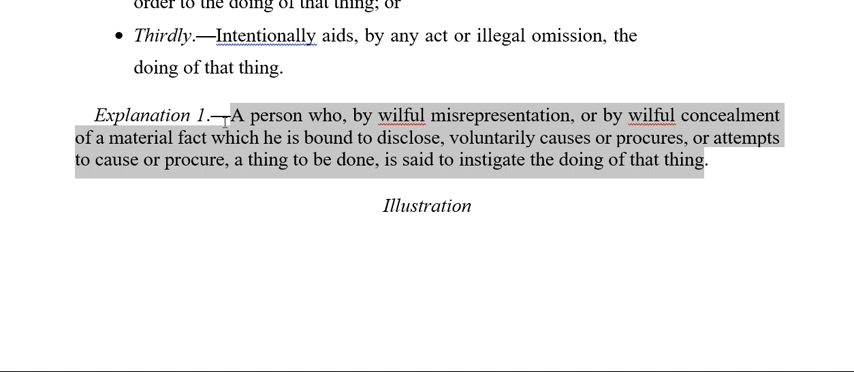 order to the doing of that thing; or
• Thirdly.—Intentionally aids, by any act or illegal omission, the
doing of that thing.
Explanation 1.—A person who, by wilful misrepresentation, or by wilful concealment
of a material fact which he is bound to disclose, voluntarily causes or procures, or attempts
to cause or procure, a thing to be done, is said to instigate the doing of that thing.
Illustration